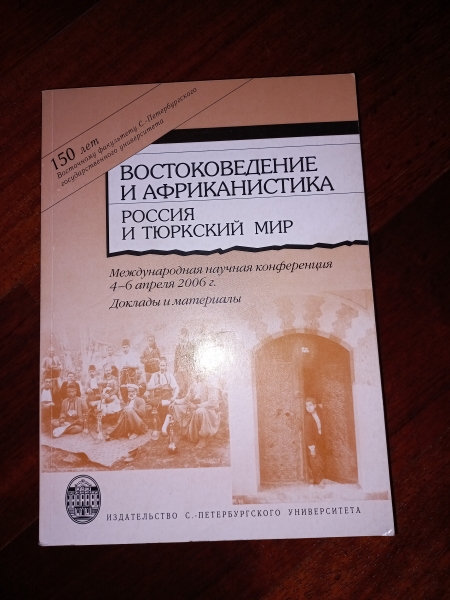 150 лет
Восточному факультету С.-Петербургского
государственного университета
ВОСТОКОВЕДЕНИЕ
И АФРИКАНИСТИКА
РОССИЯ
И ТЮРКСКИЙ МИР
Международная научная конференция
4–6 апреля 2006 г.
Доклады и материалы
ИЗДАТЕЛЬСТВО С.-ПЕТЕРБУРГСКОГО УНИВЕРСИТЕТА